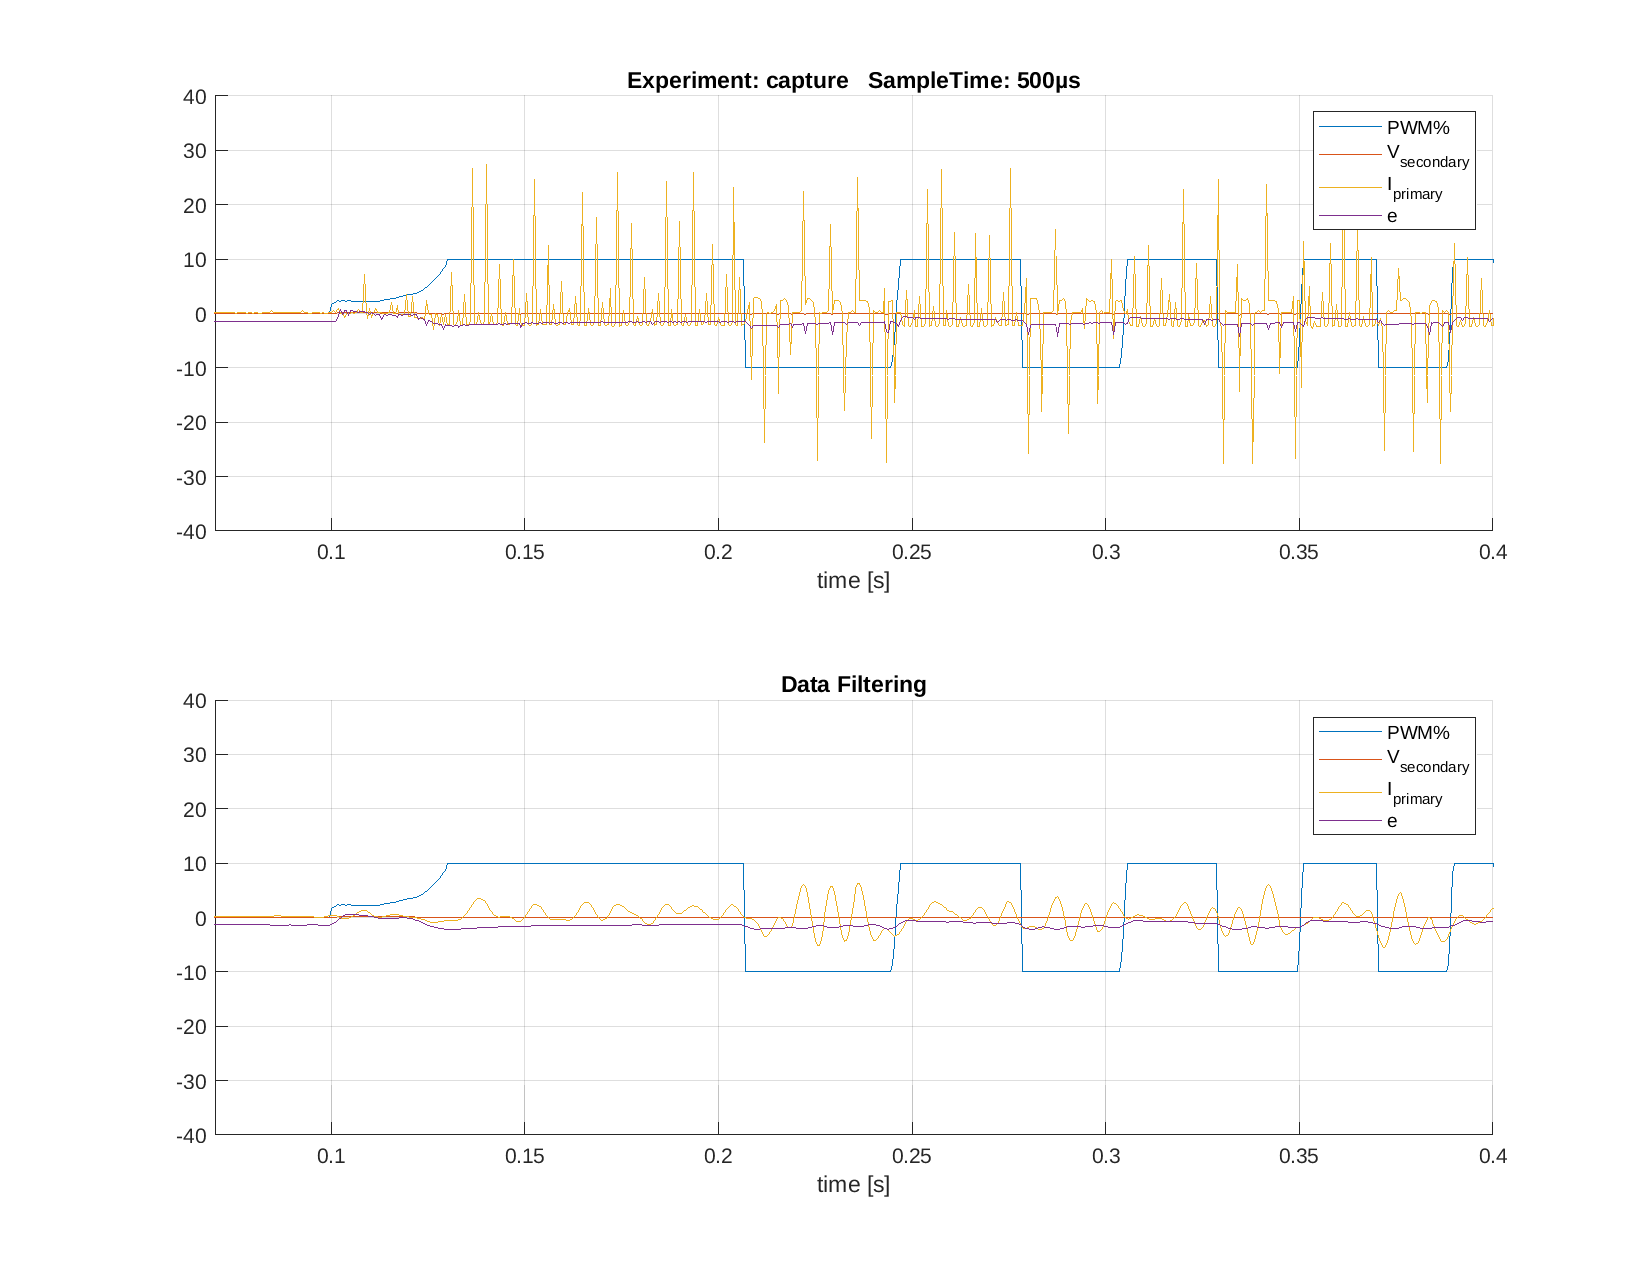 Experiment: capture   SampleTime: 500µs
40
30
20
10
0
-10
-20
-30
-40
0.1
0.15
0.2
0.25
0.3
0.35
0.4
time [s]
PWM%
Vsecondary
Iprimary
e
Data Filtering
40
30
20
10
0
-10
-20
-30
-40
0.1
0.15
0.2
0.25
0.3
0.35
0.4
time [s]
PWM%
Vsecondary
Iprimary
e